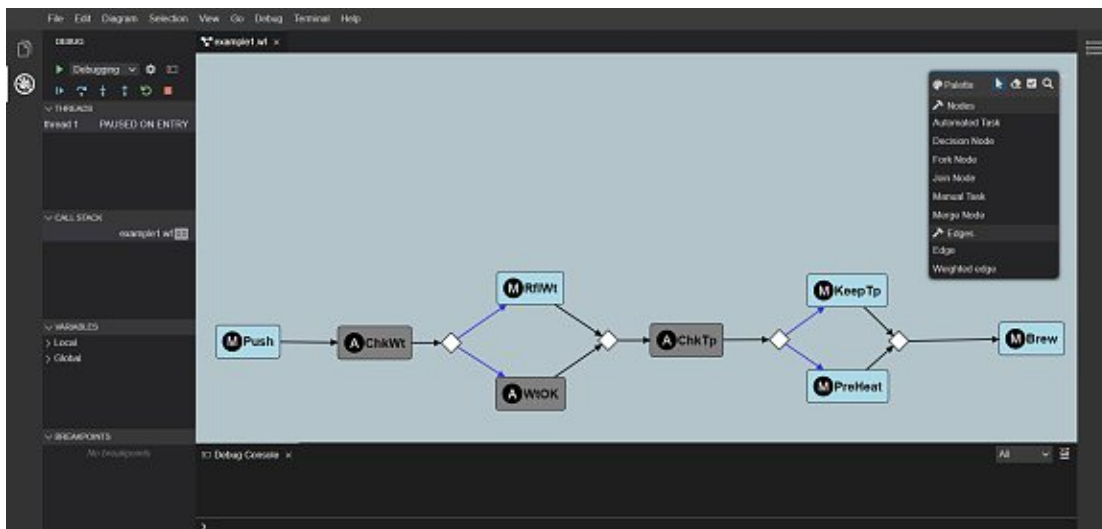 File Edit Diagram Selection View Go Debug Terminal Help
DEBUG
example1.wf ×
Debugging
THREADS
thread 1 PAUSED ON ENTRY
CALL STACK
example1.wf
VARIABLES
Local
Global
BREAKPOINTS
No breakpoints
Palette
Nodes
Automated Task
Decision Node
Fork Node
Join Node
Manual Task
Merge Node
Edges
Edge
Weighted edge
M RflWt
M KeepTp
M Push
A ChkWt
A ChkTp
M Brew
A WtOK
M PreHeat
Debug Console ×
All